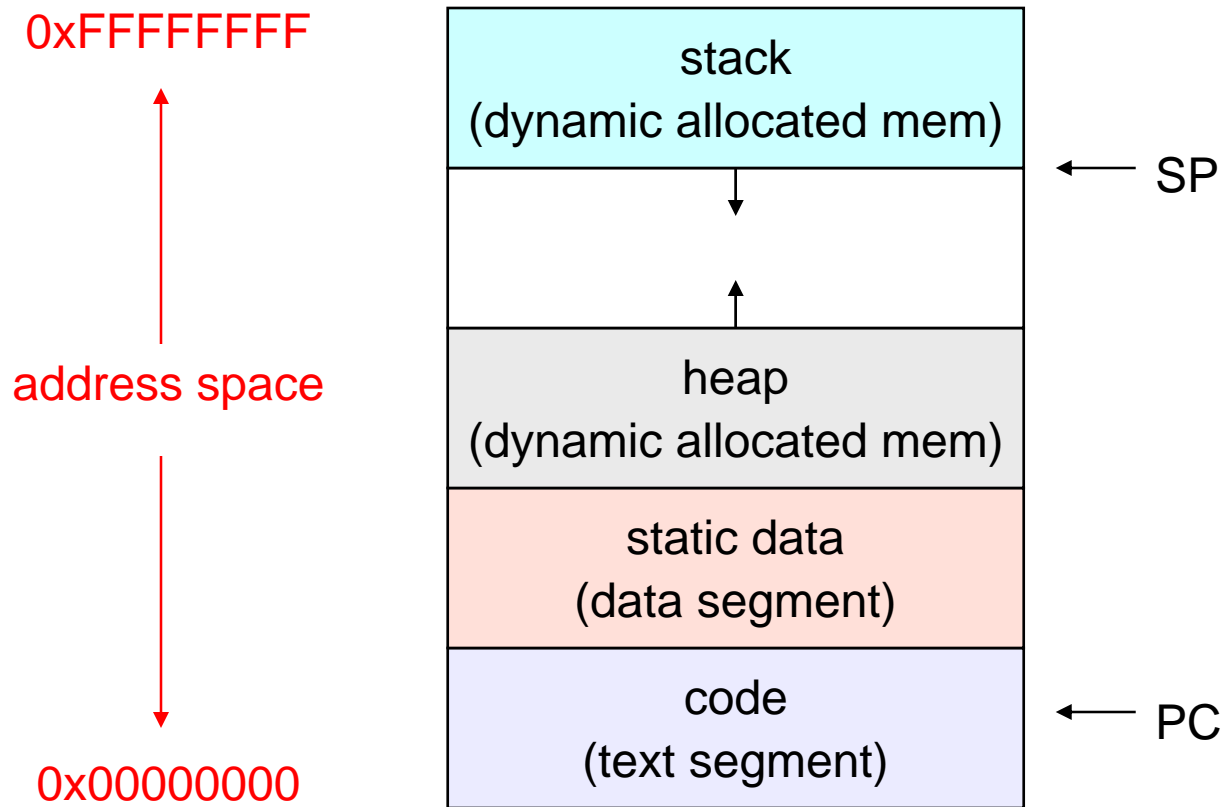 0xFFFFFFFF
stack
(dynamic allocated mem)
SP
address space
heap
(dynamic allocated mem)
static data
(data segment)
code
(text segment)
PC
0x00000000